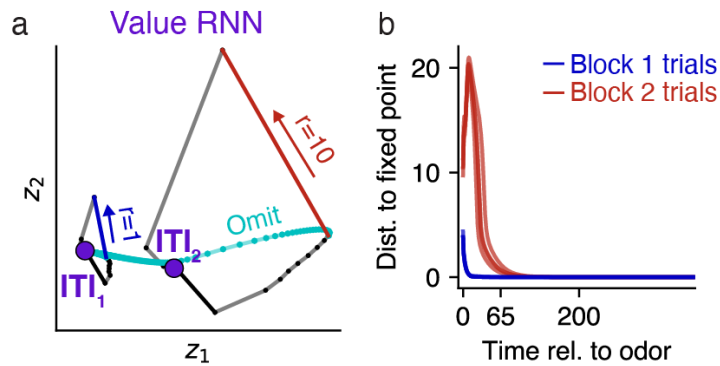 a
Value RNN
z2
r=10
r=1
Omit
ITI1
ITI2
z1
b
Block 1 trials
Block 2 trials
Dist. to fixed point
20
10
0
0
65
200
Time rel. to odor